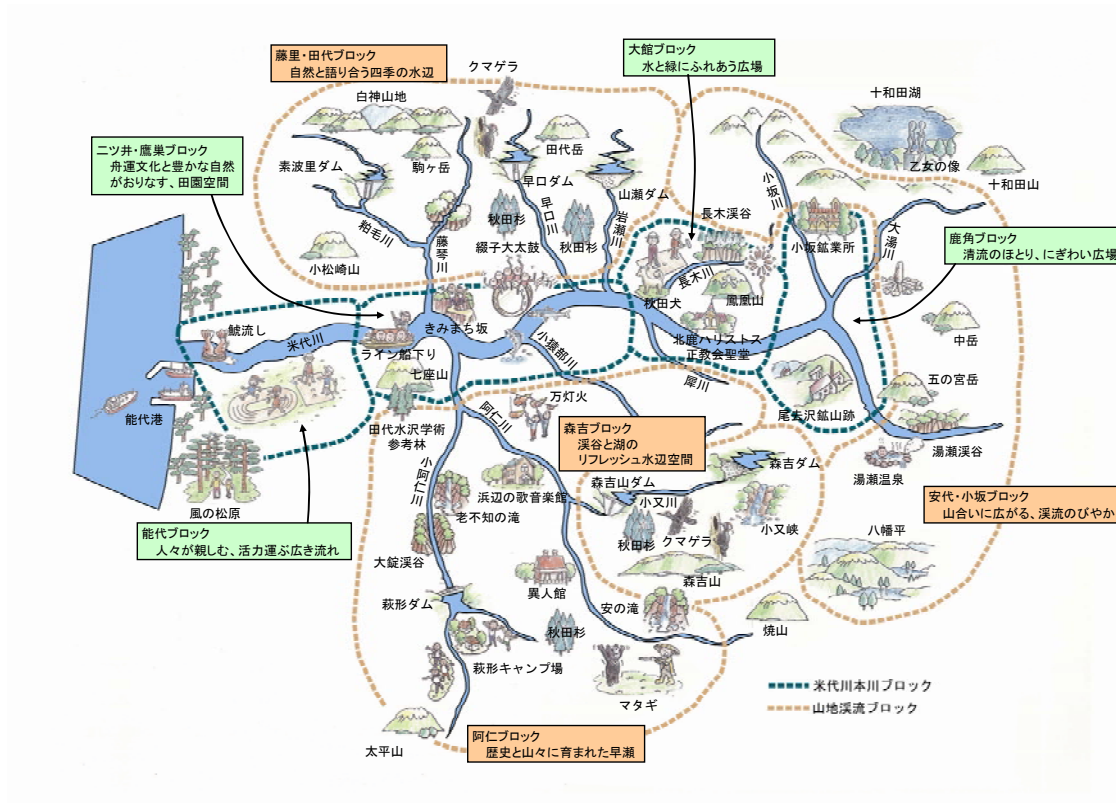 藤里・田代ブロック
自然と語り合う四季の水辺
クマゲラ
大館ブロック
水と緑にふれあう広場
十和田湖
白神山地
二ツ井・鷹巣ブロック
舟運文化と豊かな自然
がおりなす、田園空間
素波里ダム
駒ヶ岳
田代岳
早口ダム
山瀬ダム
小坂川
乙女の像
十和田山
粕毛川
藤琴川
秋田杉
早口川
秋田杉
岩瀬川
長木渓谷
小坂鉱業所
大湯川
鹿角ブロック
清流のほとり、にぎわい広場
小松崎山
綴子大太鼓
長木川
秋田犬
鳳凰山
鯱流し
米代川
きみまち坂
ライン船下り
小猿部川
北鹿ハリストス
正教会聖堂
中岳
七座山
犀川
五の宮岳
能代港
田代水沢学術
参考林
阿仁川
万灯火
尾去沢鉱山跡
森吉ブロック
渓谷と湖の
リフレッシュ水辺空間
湯瀬渓谷
湯瀬温泉
風の松原
小阿仁川
浜辺の歌音楽館
森吉山ダム
森吉ダム
小又川
安代・小坂ブロック
山合いに広がる、渓流のびやか
能代ブロック
人々が親しむ、活力運ぶ広き流れ
老不知の滝
大錠渓谷
秋田杉
クマゲラ
小又峡
八幡平
森吉山
異人館
萩形ダム
安の滝
焼山
秋田杉
萩形キャンプ場
マタギ
米代川本川ブロック
山地渓流ブロック
阿仁ブロック
歴史と山々に育まれた早瀬
太平山